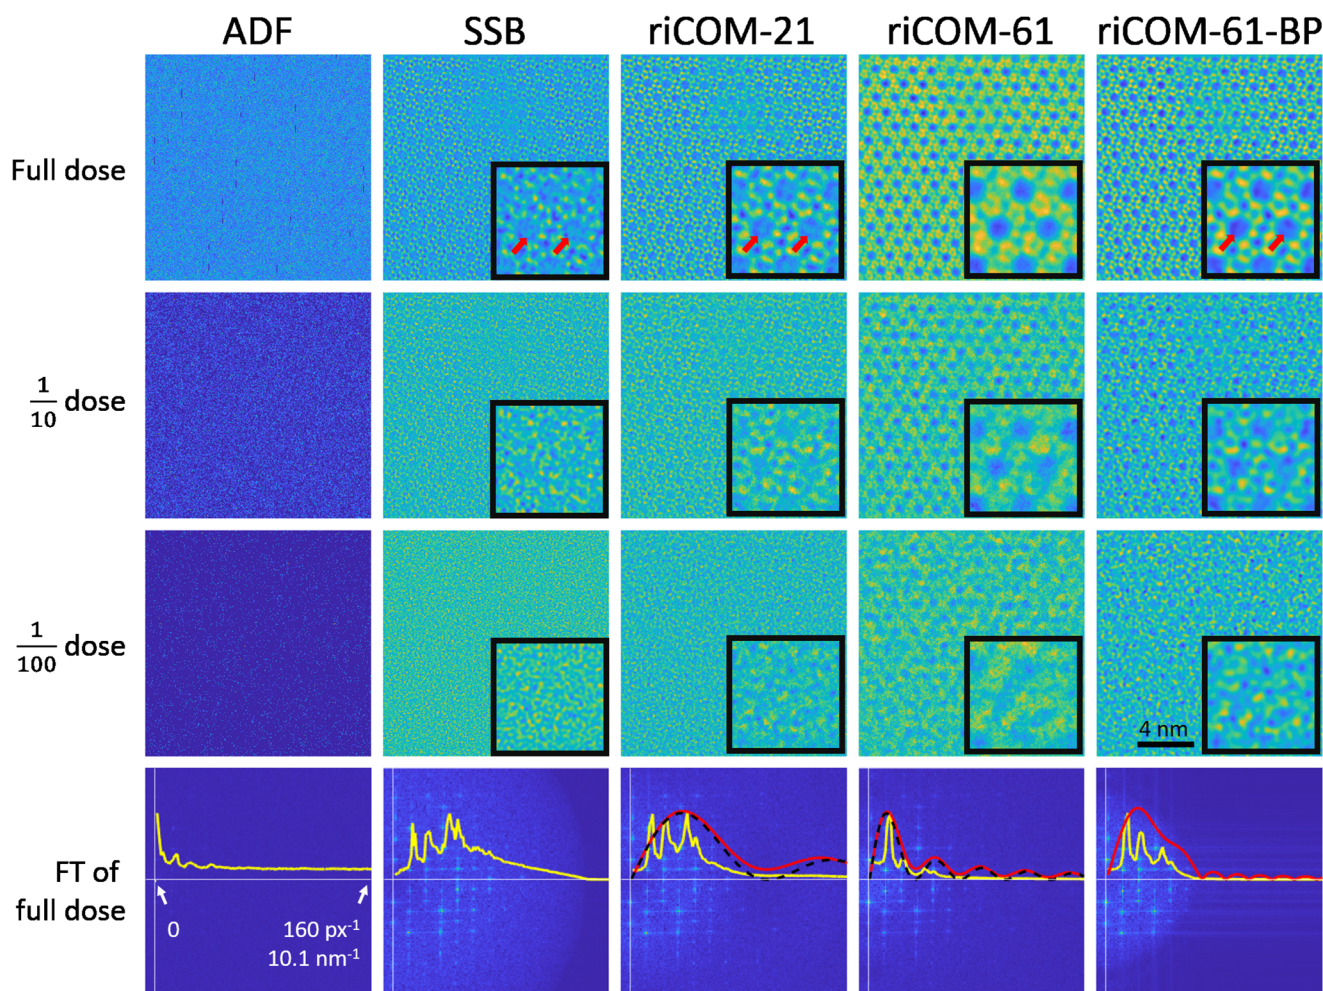 ADF SSB riCOM-21 riCOM-61 riCOM-61-BP
Full dose
1
10 dose
1
100 dose
4 nm
FT of
full dose
0 160 px⁻¹
10.1 nm⁻¹